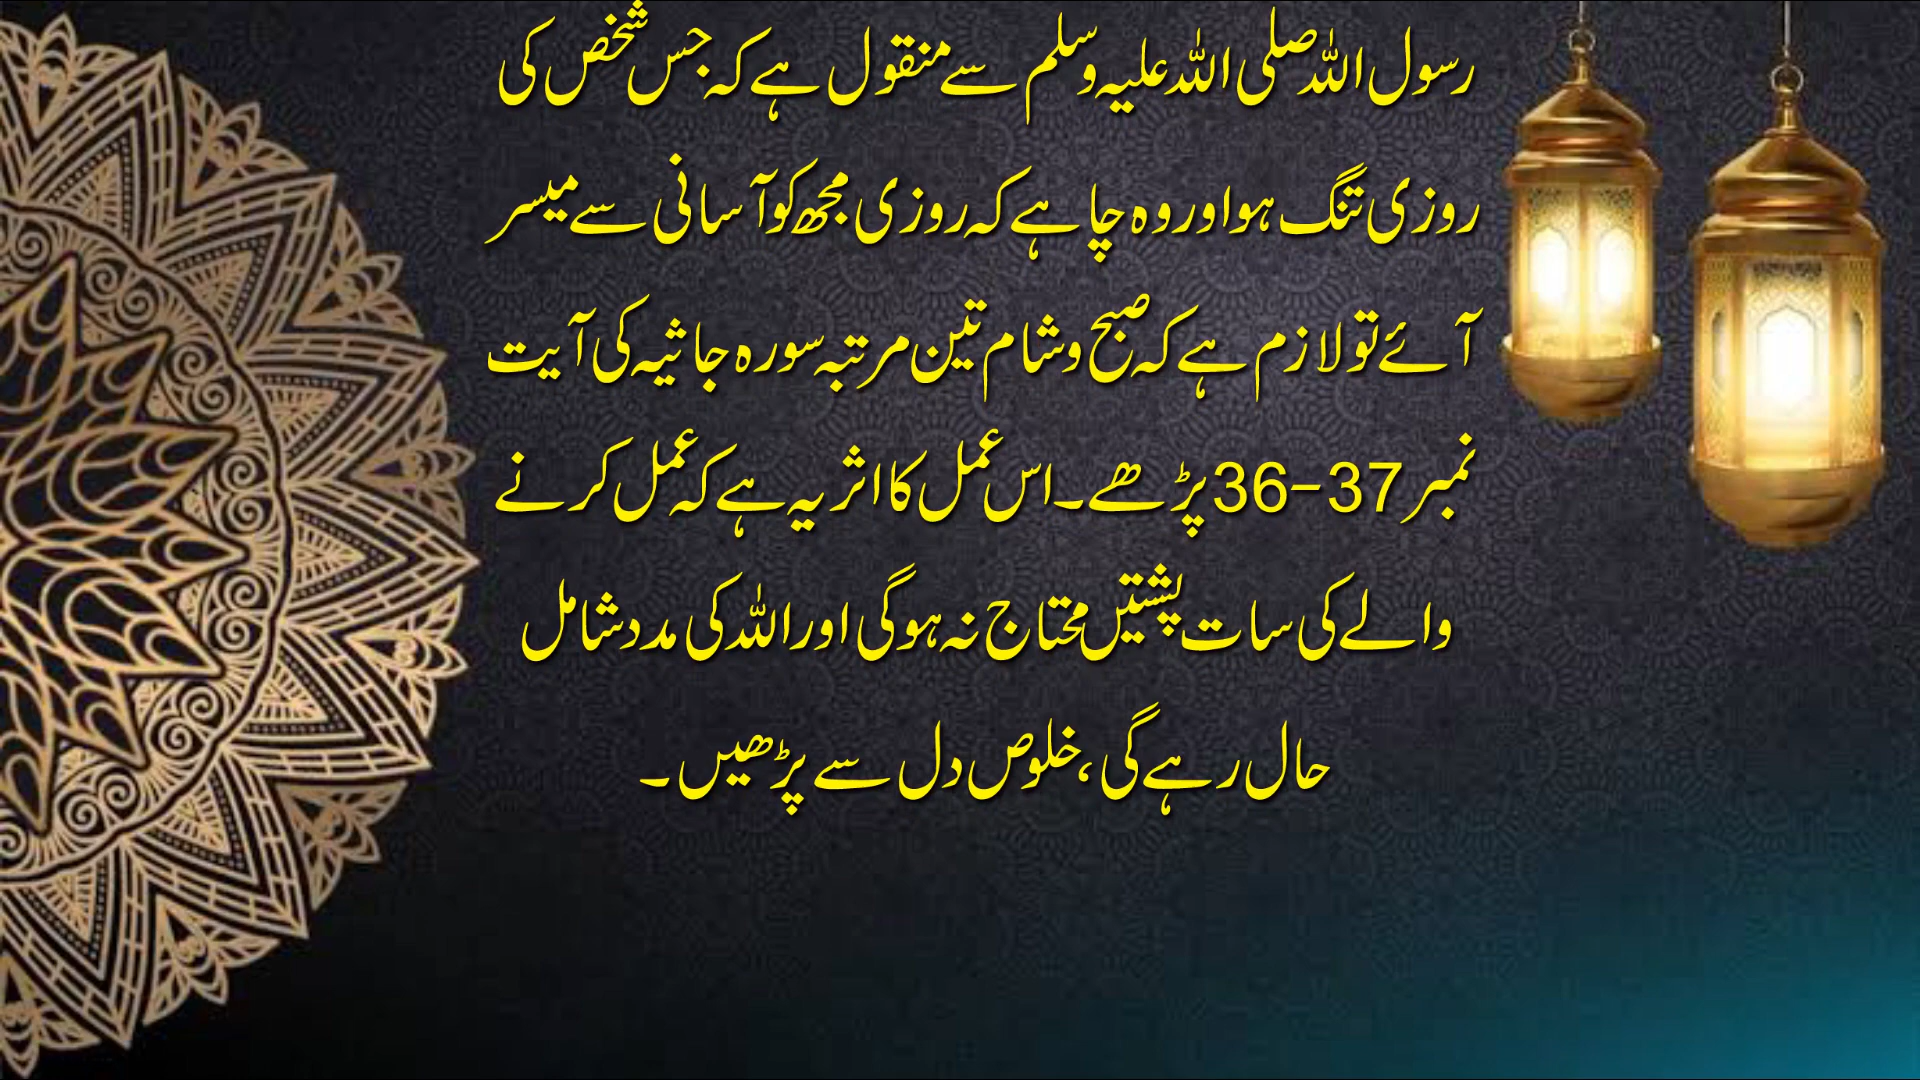 رسول اللہ صلی اللہ علیہ وسلم سے منقول ہے کہ جس شخص کی
روزی تنگ ہو اور وہ چاہے کہ روزی مجھ کو آسانی سے میسر
آئے تو لازم ہے کہ صبح و شام تین مرتبہ سورہ جاثیہ کی آیت
نمبر 37-36 پڑھے۔ اس عمل کا اثر یہ ہے کہ عمل کرنے
والے کی سات پشتیں محتاج نہ ہوگی اور اللہ کی مدد شامل
حال رہے گی، خلوص دل سے پڑھیں۔